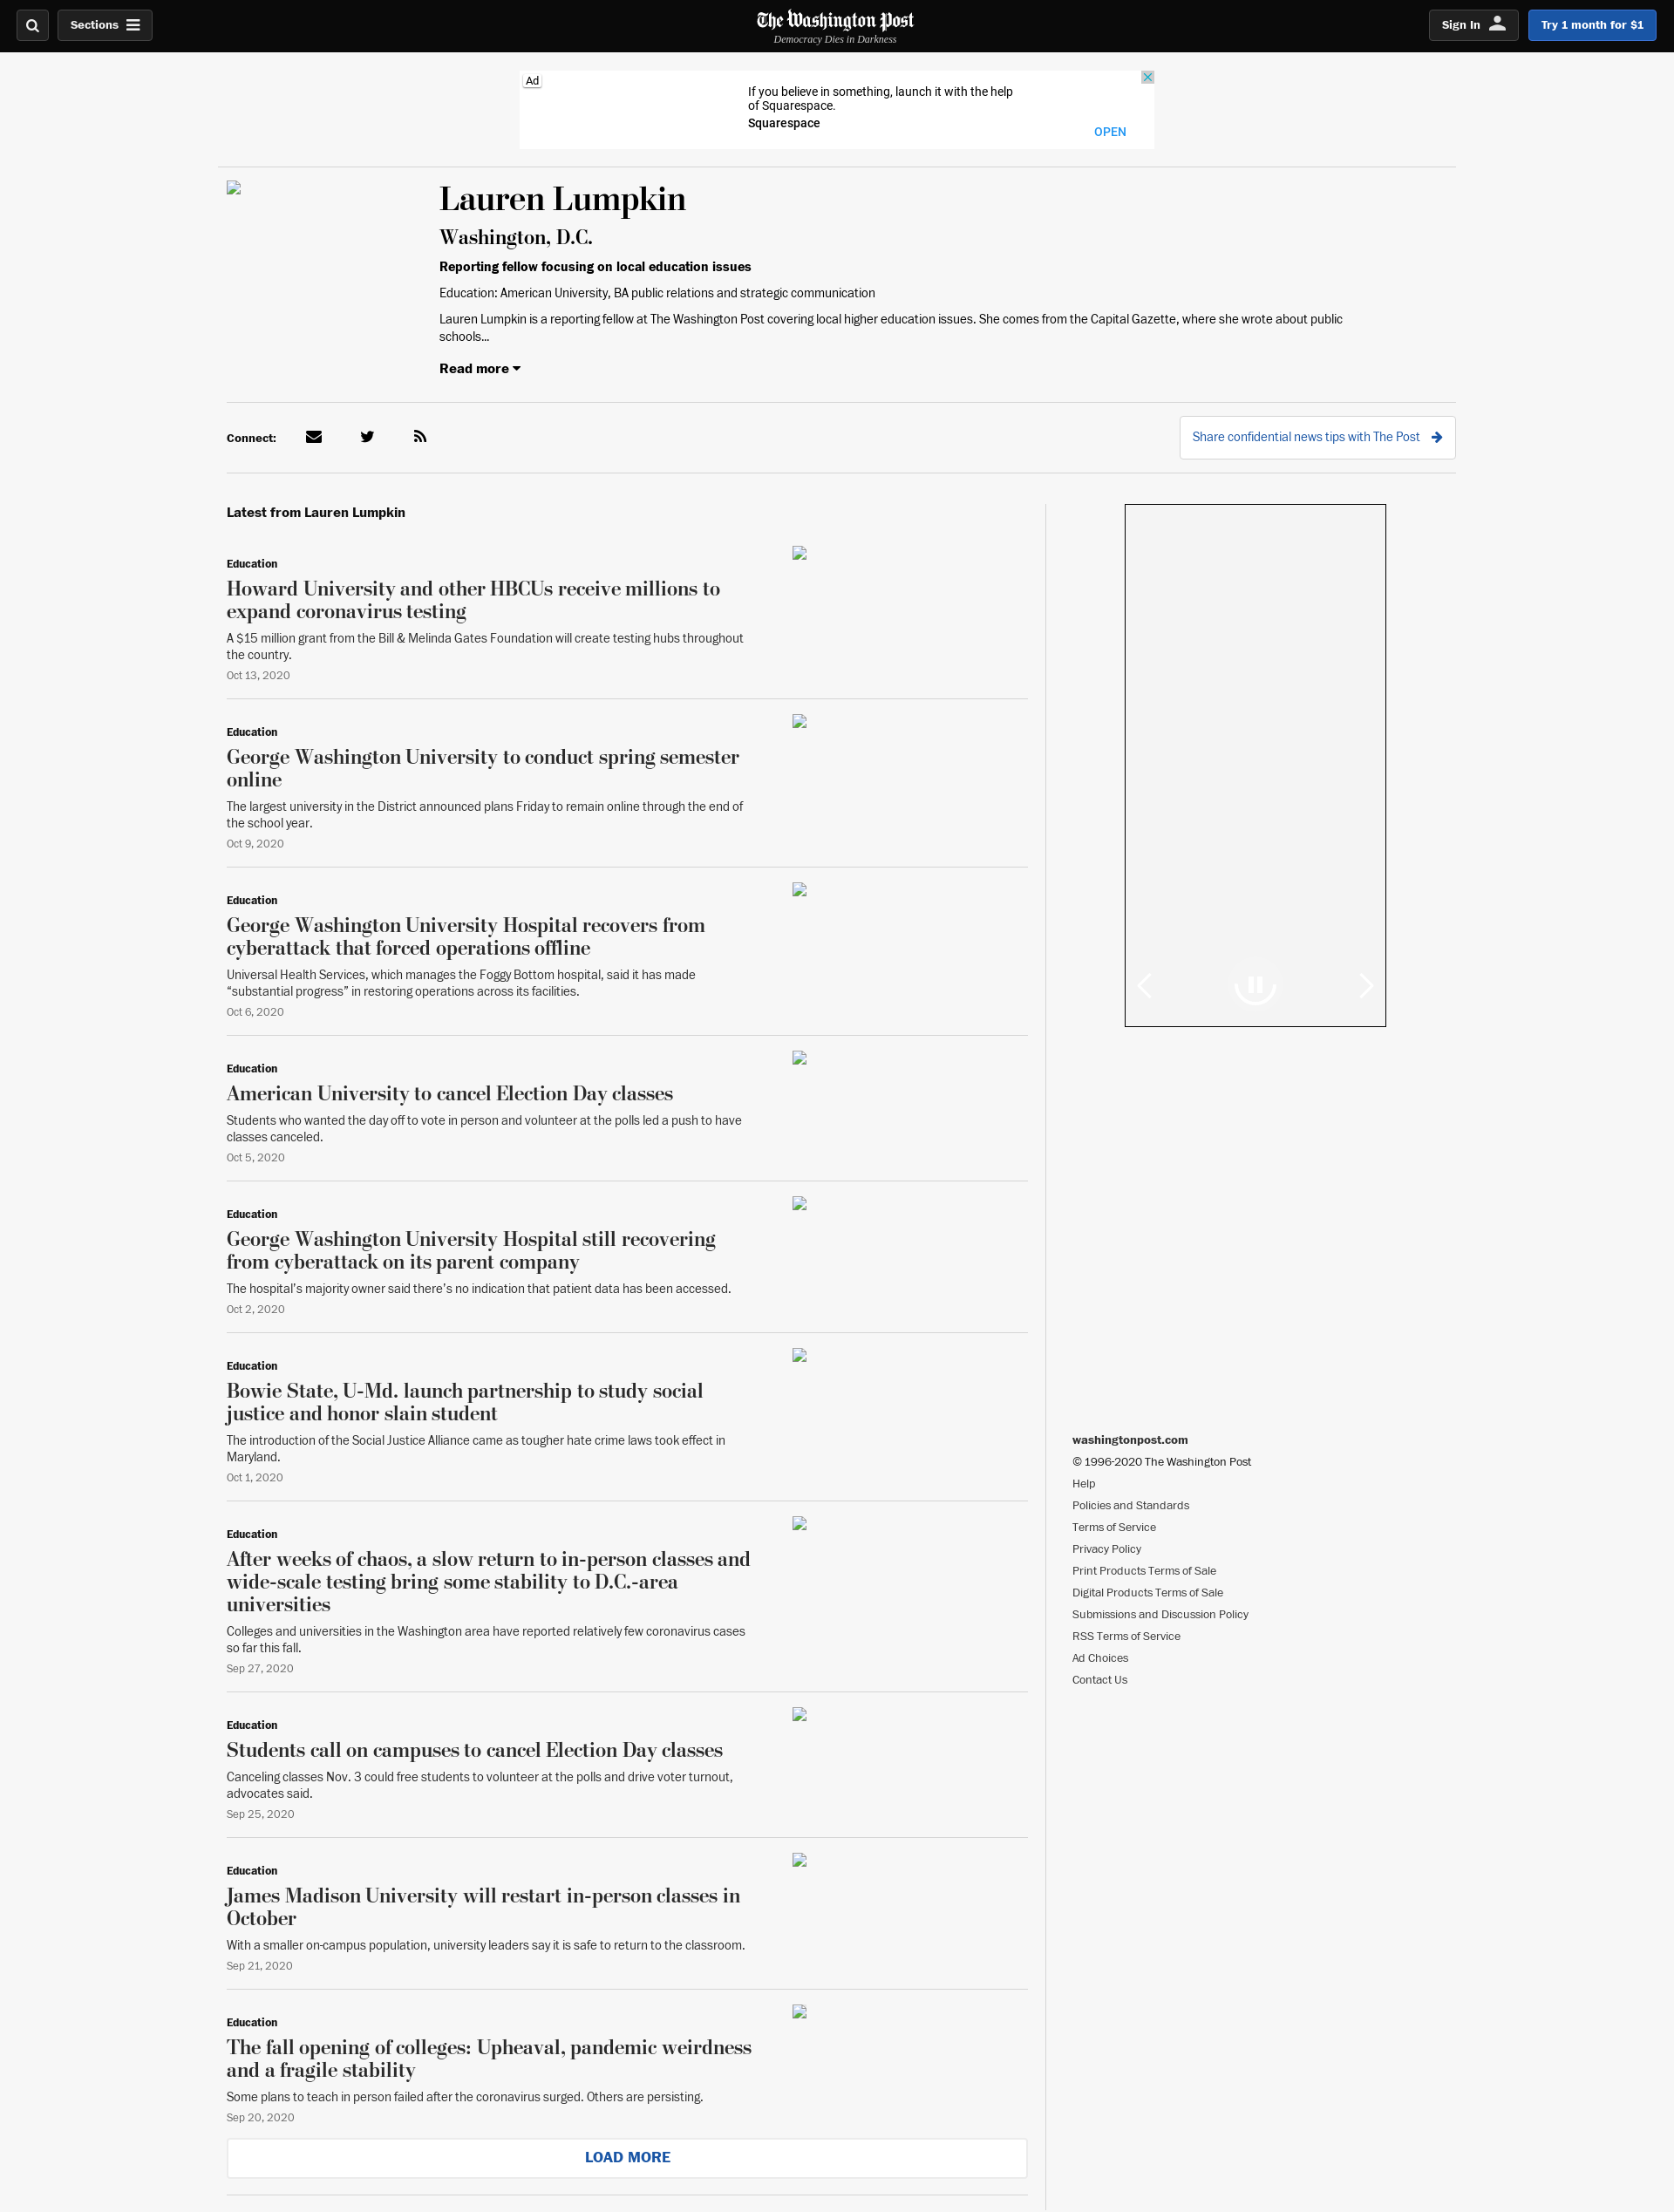 Sections
The Washington Post
Democracy Dies in Darkness
Sign In
Try 1 month for $1
Ad
If you believe in something, launch it with the help
of Squarespace.
Squarespace
OPEN
Lauren Lumpkin
Washington, D.C.
Reporting fellow focusing on local education issues
Education: American University, BA public relations and strategic communication
Lauren Lumpkin is a reporting fellow at The Washington Post covering local higher education issues. She comes from the Capital Gazette, where she wrote about public
schools...
Read more
Connect:
Share confidential news tips with The Post
Latest from Lauren Lumpkin
Education
Howard University and other HBCUs receive millions to
expand coronavirus testing
A $15 million grant from the Bill & Melinda Gates Foundation will create testing hubs throughout
the country.
Oct 13, 2020
Education
George Washington University to conduct spring semester
online
The largest university in the District announced plans Friday to remain online through the end of
the school year.
Oct 9, 2020
Education
George Washington University Hospital recovers from
cyberattack that forced operations offline
Universal Health Services, which manages the Foggy Bottom hospital, said it has made
“substantial progress” in restoring operations across its facilities.
Oct 6, 2020
Education
American University to cancel Election Day classes
Students who wanted the day off to vote in person and volunteer at the polls led a push to have
classes canceled.
Oct 5, 2020
Education
George Washington University Hospital still recovering
from cyberattack on its parent company
The hospital’s majority owner said there’s no indication that patient data has been accessed.
Oct 2, 2020
Education
Bowie State, U-Md. launch partnership to study social
justice and honor slain student
The introduction of the Social Justice Alliance came as tougher hate crime laws took effect in
Maryland.
Oct 1, 2020
Education
After weeks of chaos, a slow return to in-person classes and
wide-scale testing bring some stability to D.C.-area
universities
Colleges and universities in the Washington area have reported relatively few coronavirus cases
so far this fall.
Sep 27, 2020
Education
Students call on campuses to cancel Election Day classes
Canceling classes Nov. 3 could free students to volunteer at the polls and drive voter turnout,
advocates said.
Sep 25, 2020
Education
James Madison University will restart in-person classes in
October
With a smaller on-campus population, university leaders say it is safe to return to the classroom.
Sep 21, 2020
Education
The fall opening of colleges: Upheaval, pandemic weirdness
and a fragile stability
Some plans to teach in person failed after the coronavirus surged. Others are persisting.
Sep 20, 2020
LOAD MORE
washingtonpost.com
© 1996-2020 The Washington Post
Help
Policies and Standards
Terms of Service
Privacy Policy
Print Products Terms of Sale
Digital Products Terms of Sale
Submissions and Discussion Policy
RSS Terms of Service
Ad Choices
Contact Us